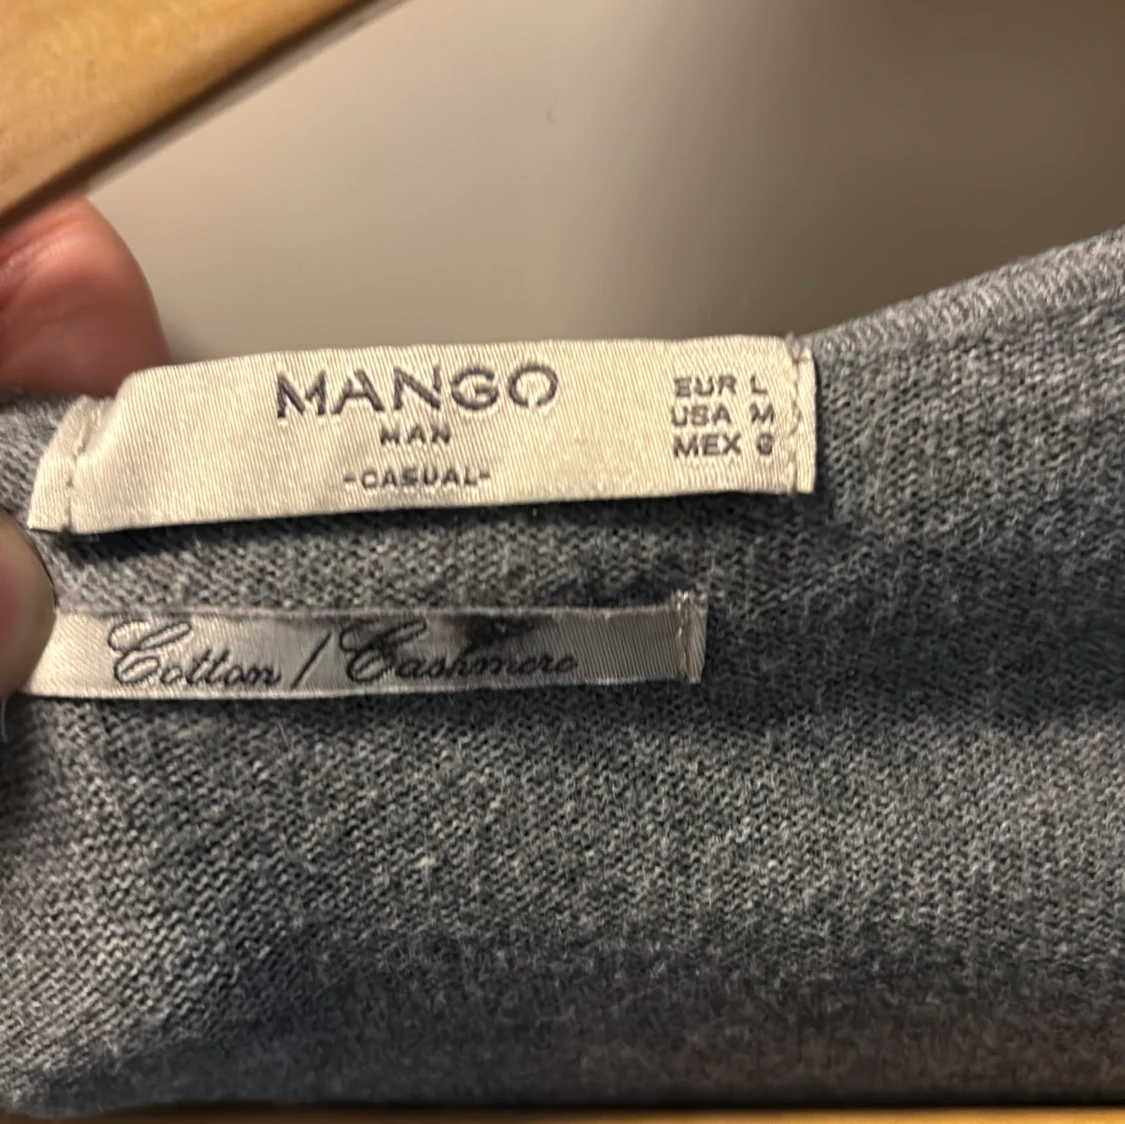 MANGO
MAN
-CASUAL-
EUR L
USA M
MEX G
Cotton / Cashmere